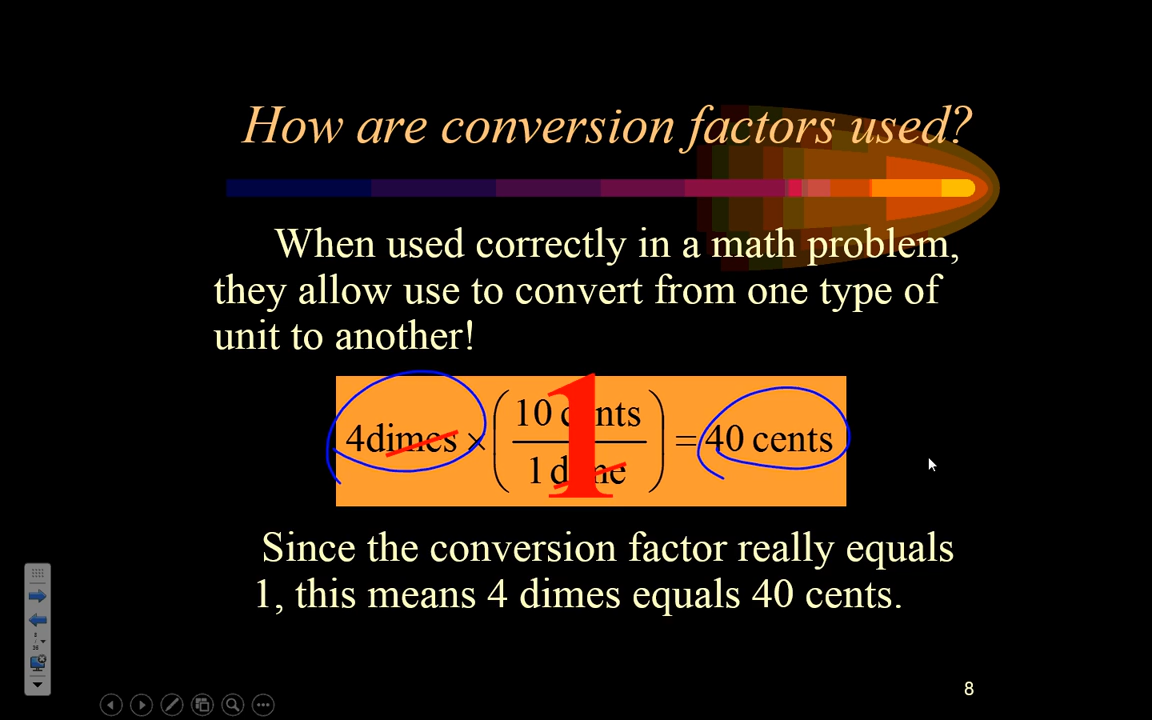 How are conversion factors used?
When used correctly in a math problem,
they allow use to convert from one type of
unit to another!
4dimes × (10 cents / 1 dime) = 40 cents
1
Since the conversion factor really equals
1, this means 4 dimes equals 40 cents.
8